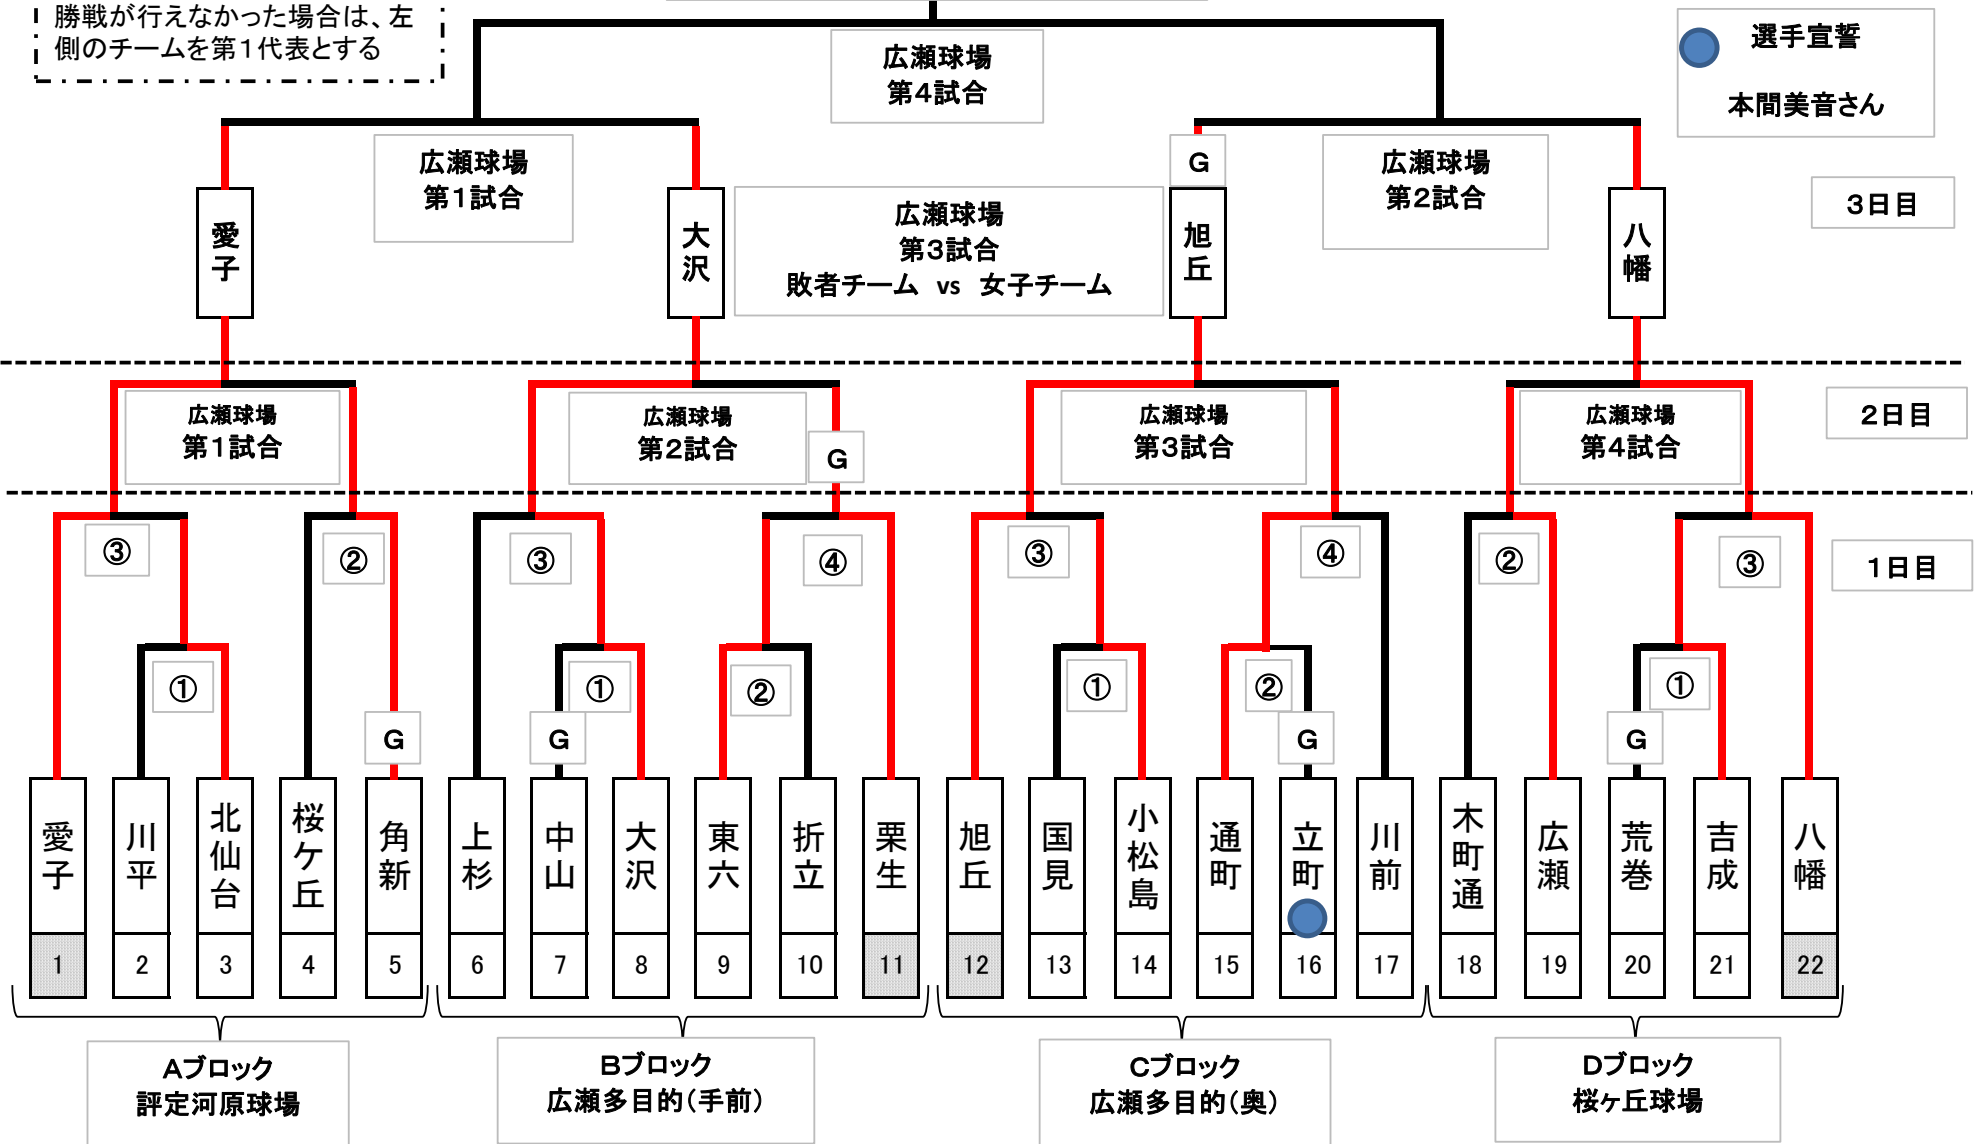 勝戦が行えなかった場合は、左
側のチームを第1代表とする
広瀬球場
第4試合
選手宣誓
本間美音さん
広瀬球場
第1試合
G
広瀬球場
第2試合
3日目
愛子
大沢
広瀬球場
第3試合
敗者チーム vs 女子チーム
旭丘
八幡
広瀬球場
第1試合
広瀬球場
第2試合
G
広瀬球場
第3試合
広瀬球場
第4試合
2日目
③
②
③
④
③
④
②
③
1日目
①
①
②
①
②
①
G
G
G
G
愛子
川平
北仙台
桜ケ丘
角新
上杉
中山
大沢
東六
折立
栗生
旭丘
国見
小松島
通町
立町
川前
木町通
広瀬
荒巻
吉成
八幡
1
2
3
4
5
6
7
8
9
10
11
12
13
14
15
16
17
18
19
20
21
22
Aブロック
評定河原球場
Bブロック
広瀬多目的(手前)
Cブロック
広瀬多目的(奥)
Dブロック
桜ヶ丘球場